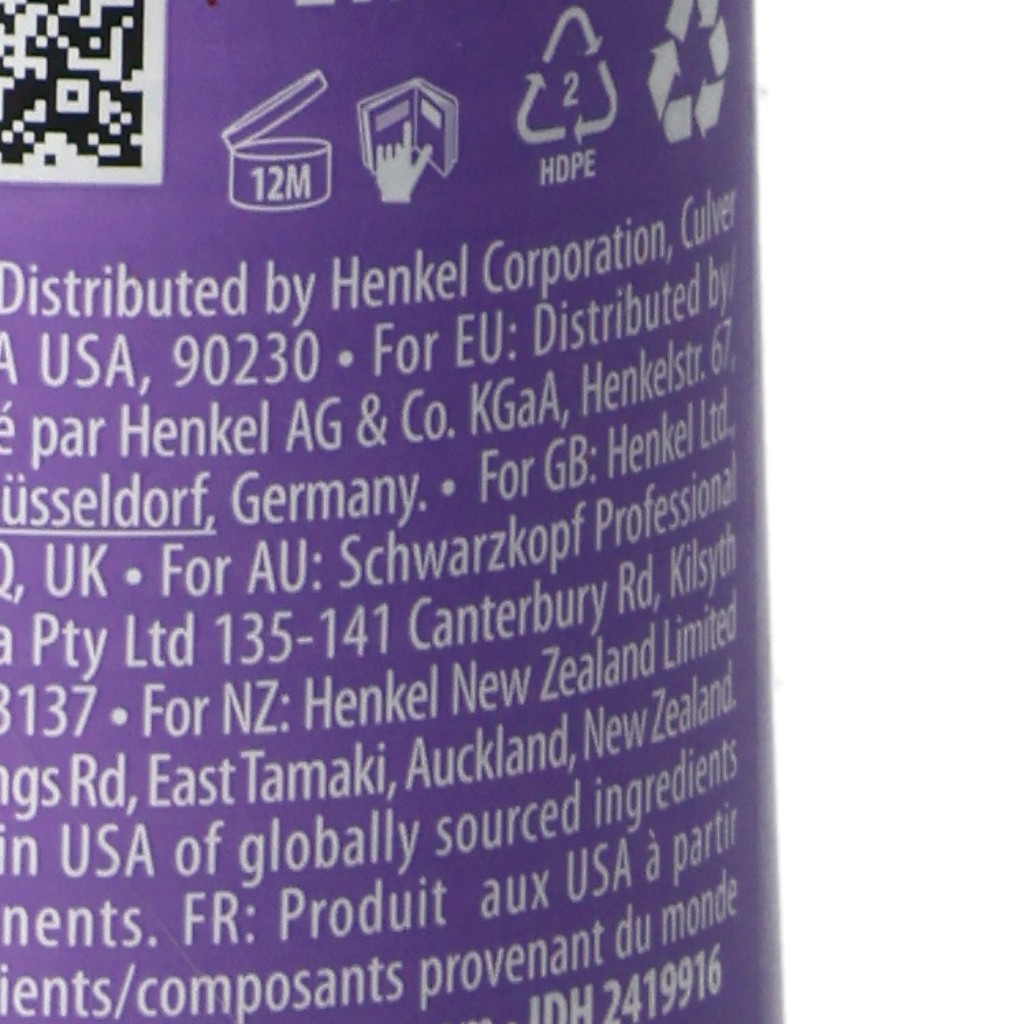 2
HDPE
12M
Distributed by Henkel Corporation, Culver
A USA, 90230 • For EU: Distributed by/
é par Henkel AG & Co. KGaA, Henkelstr. 67,
üsseldorf, Germany. • For GB: Henkel Ltd.,
Q, UK • For AU: Schwarzkopf Professional
a Pty Ltd 135-141 Canterbury Rd, Kilsyth
3137 • For NZ: Henkel New Zealand Limited
ngs Rd, East Tamaki, Auckland, New Zealand.
in USA of globally sourced ingredients
nents. FR: Produit aux USA à partir
ients/composants provenant du monde
• IDH 2419916